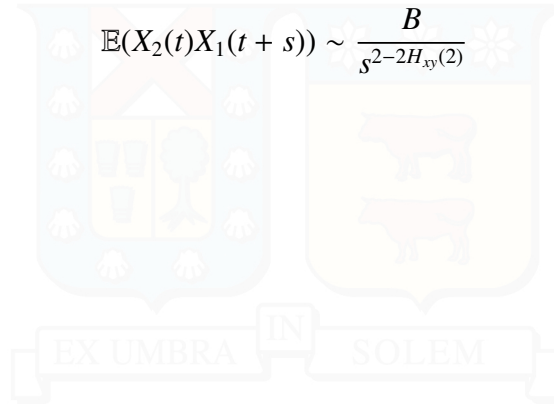 𝔼(X₂(t)X₁(t + s)) ∼ B / s^{2−2H_{xy}(2)}
IN
EX UMBRA SOLEM